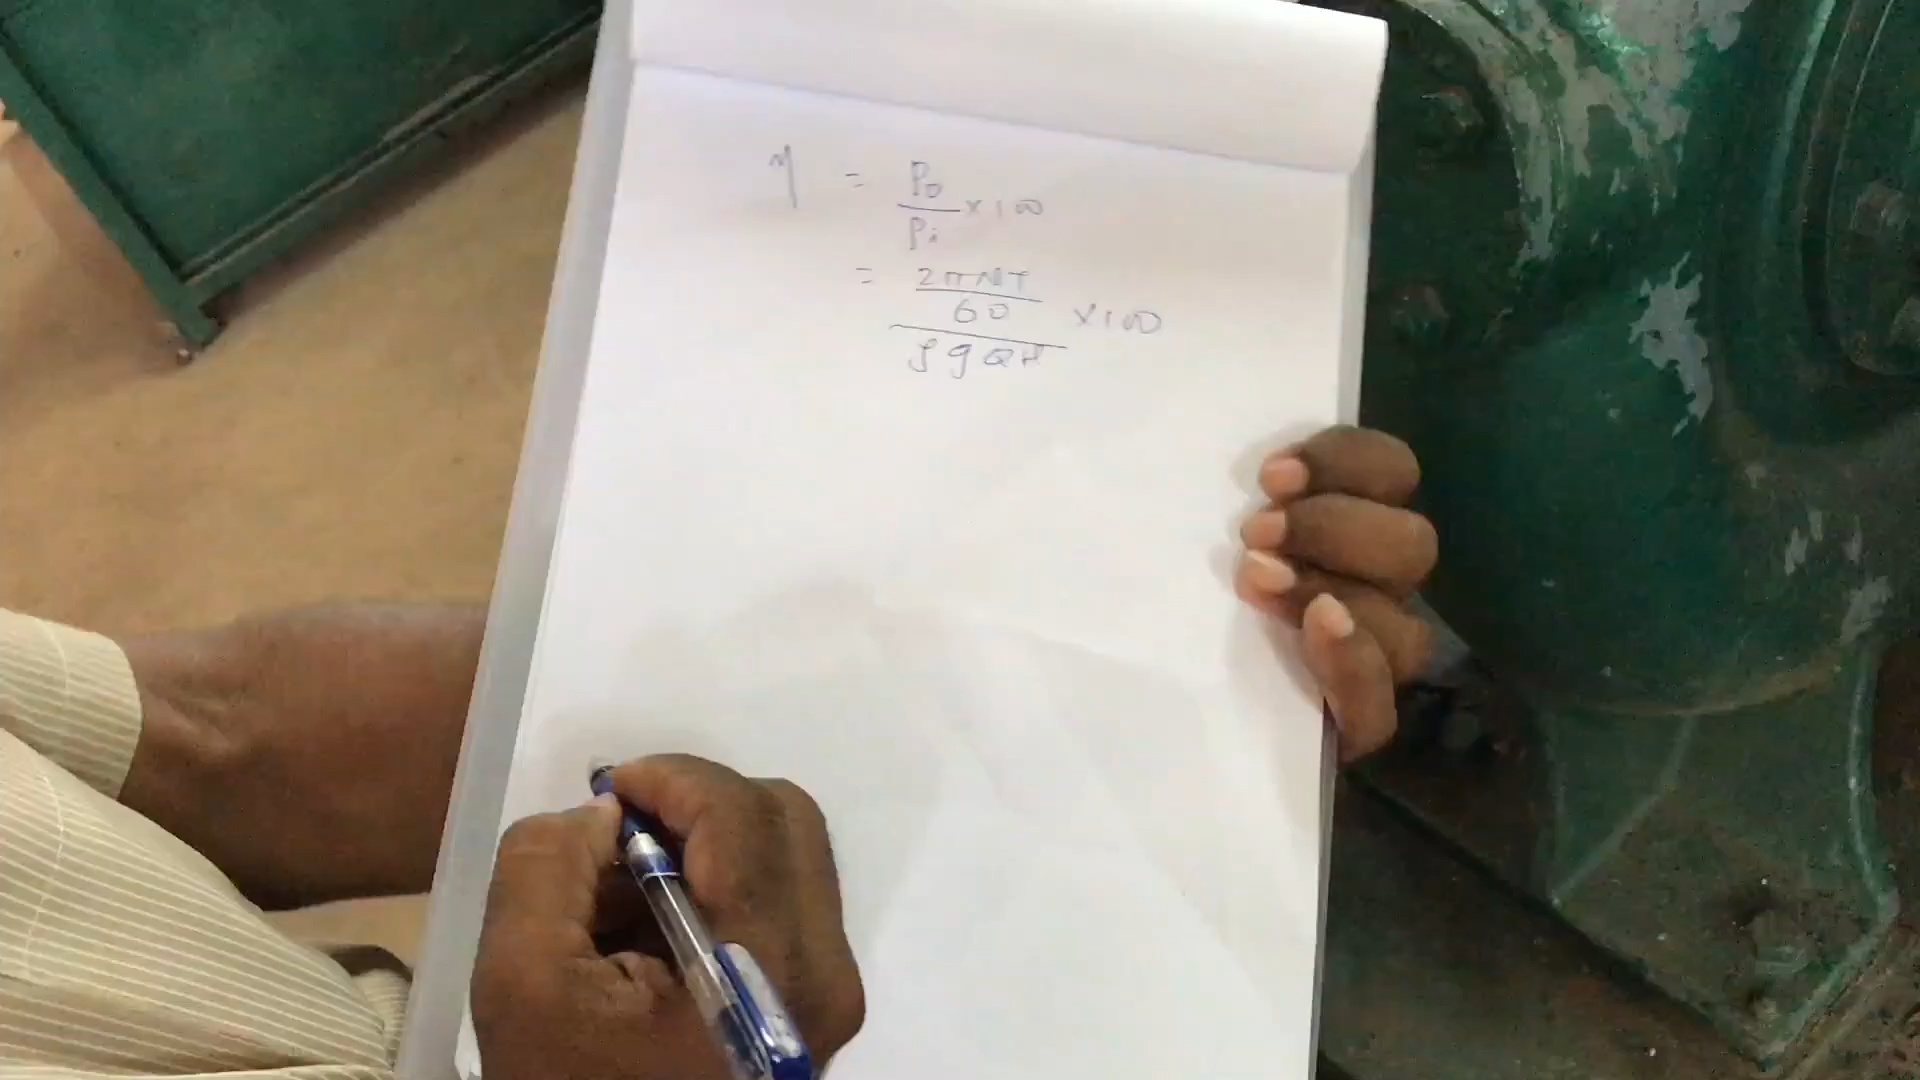 η = Po/Pi × 100
= (2πNT/60)/(ρgQH) × 100